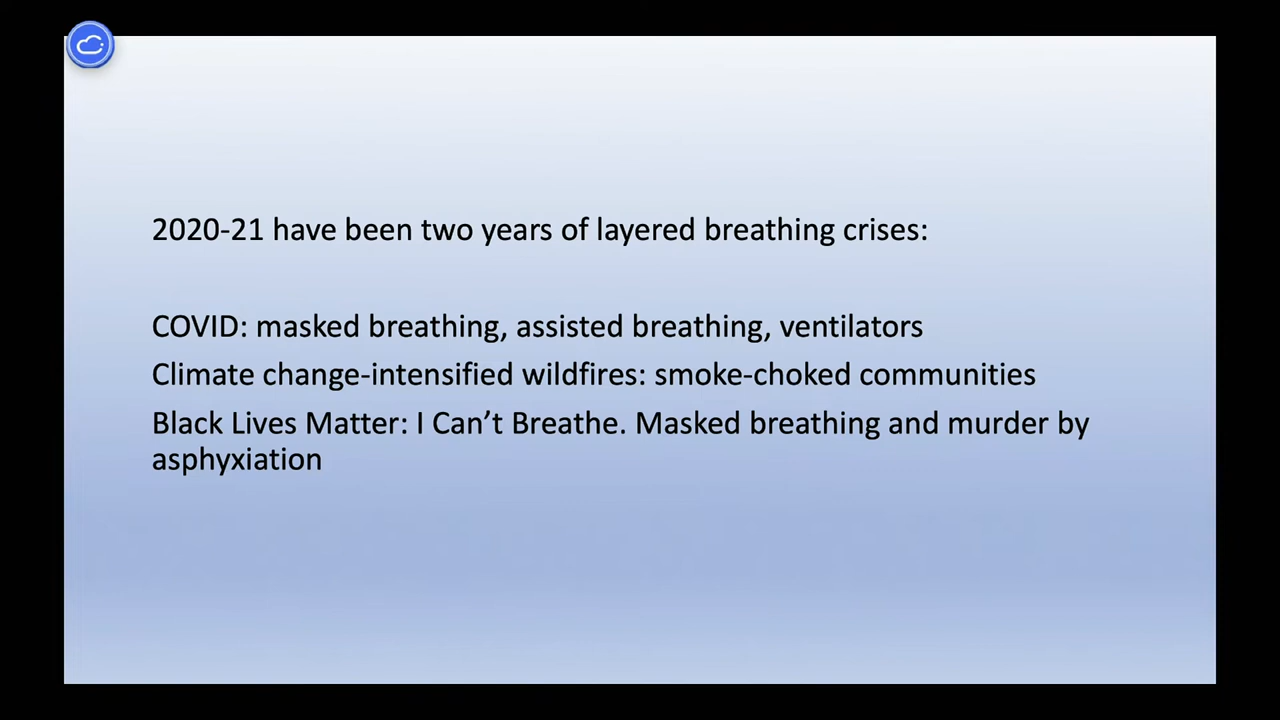 2020-21 have been two years of layered breathing crises:
COVID: masked breathing, assisted breathing, ventilators
Climate change-intensified wildfires: smoke-choked communities
Black Lives Matter: I Can’t Breathe. Masked breathing and murder by
asphyxiation